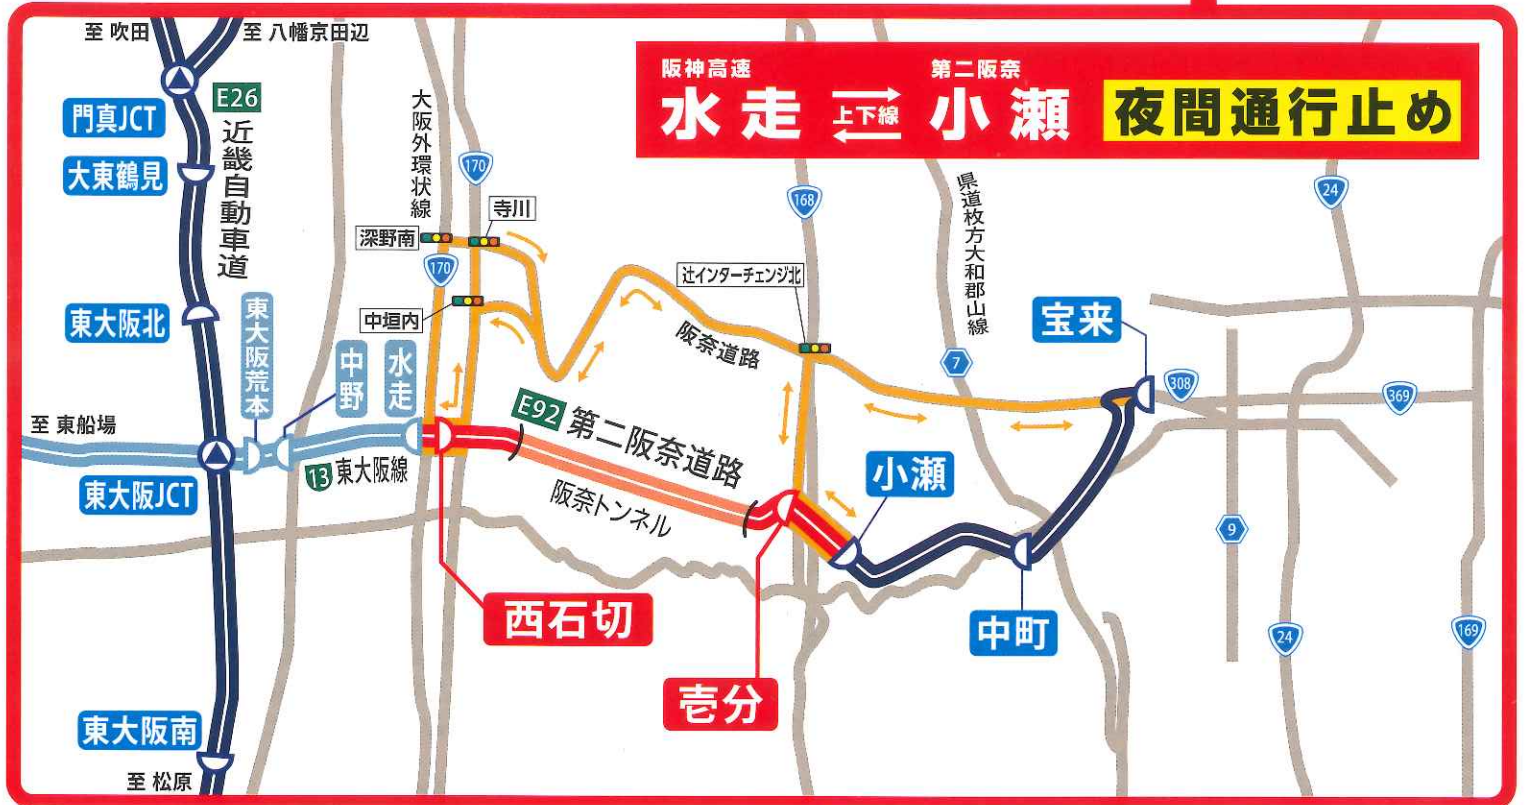 至 吹田
至 八幡京田辺
門真JCT
E26
近畿自動車道
大東鶴見
大阪外環状線
170
阪神高速
水走
上下線
第二阪奈
小瀬
夜間通行止め
168
県道枚方大和郡山線
24
寺川
深野南
170
辻インターチェンジ北
中垣内
東大阪北
東大阪荒本
中野
水走
阪奈道路
宝来
7
308
369
至 東船場
E92
第二阪奈道路
13
東大阪線
東大阪JCT
阪奈トンネル
小瀬
9
西石切
中町
24
169
壱分
東大阪南
至 松原